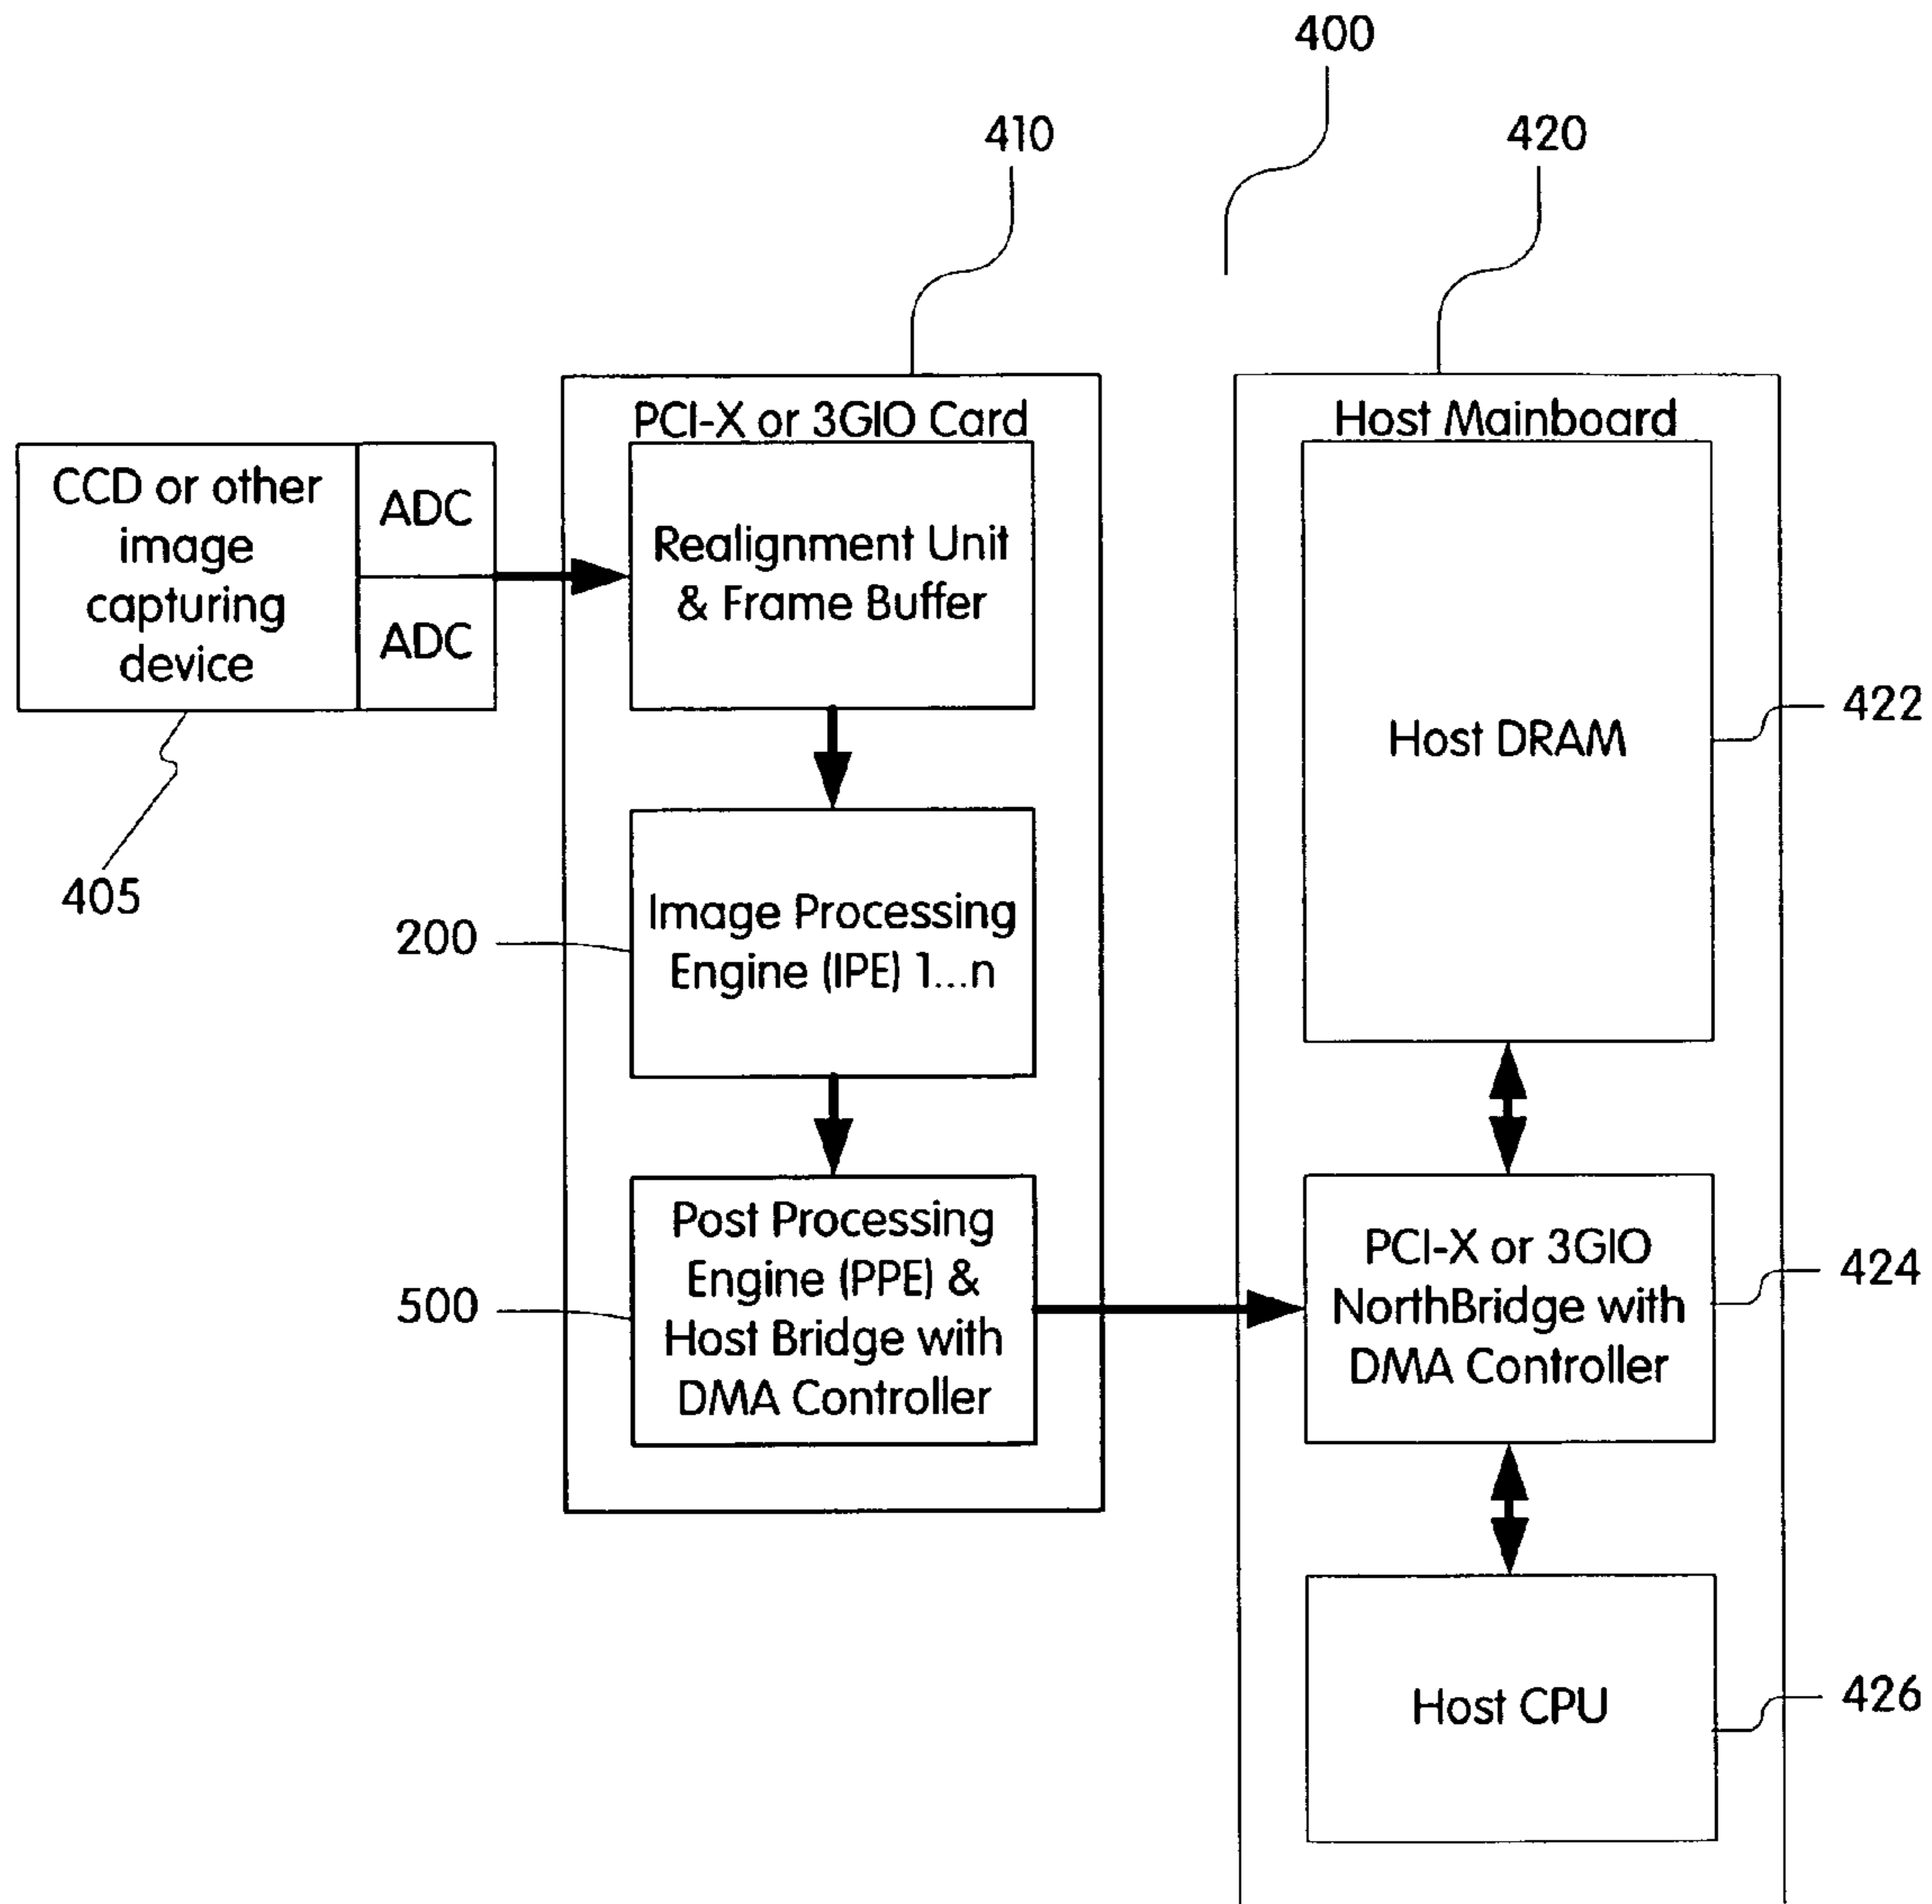 400
410
420
PCI-X or 3GIO Card
Host Mainboard
CCD or other
image
capturing
device
ADC
ADC
Realignment Unit
& Frame Buffer
Host DRAM
422
405
200
Image Processing
Engine (IPE) 1...n
500
Post Processing
Engine (PPE) &
Host Bridge with
DMA Controller
PCI-X or 3GIO
NorthBridge with
DMA Controller
424
Host CPU
426